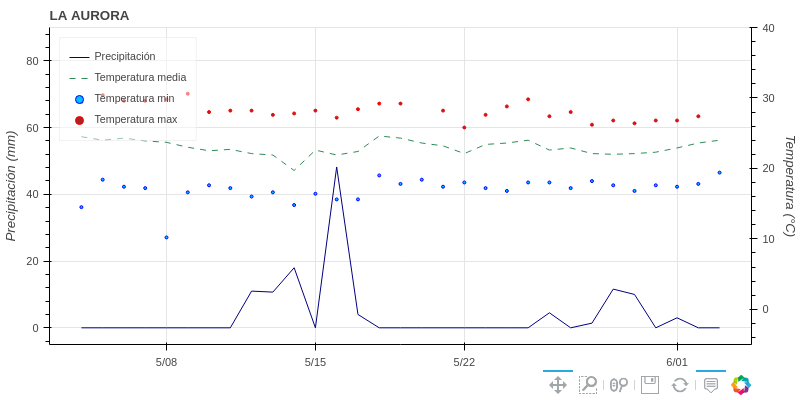 LA AURORA
Precipitación
Temperatura media
Temperatura min
Temperatura max
80
60
40
20
0
Precipitación (mm)
40
30
20
10
0
Temperatura (°C)
5/08
5/15
5/22
6/01